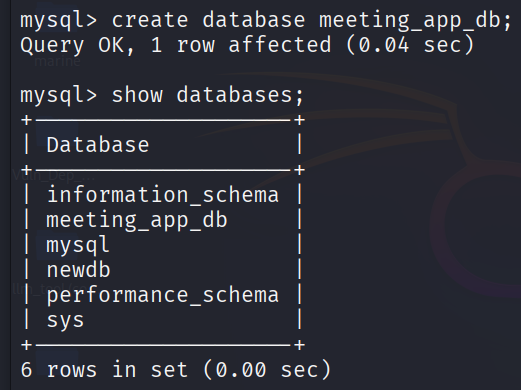 mysql> create database meeting_app_db;
Query OK, 1 row affected (0.04 sec)
mysql> show databases;
+--------------------+
| Database           |
+--------------------+
| information_schema |
| meeting_app_db     |
| mysql              |
| newdb              |
| performance_schema |
| sys                |
+--------------------+
6 rows in set (0.00 sec)